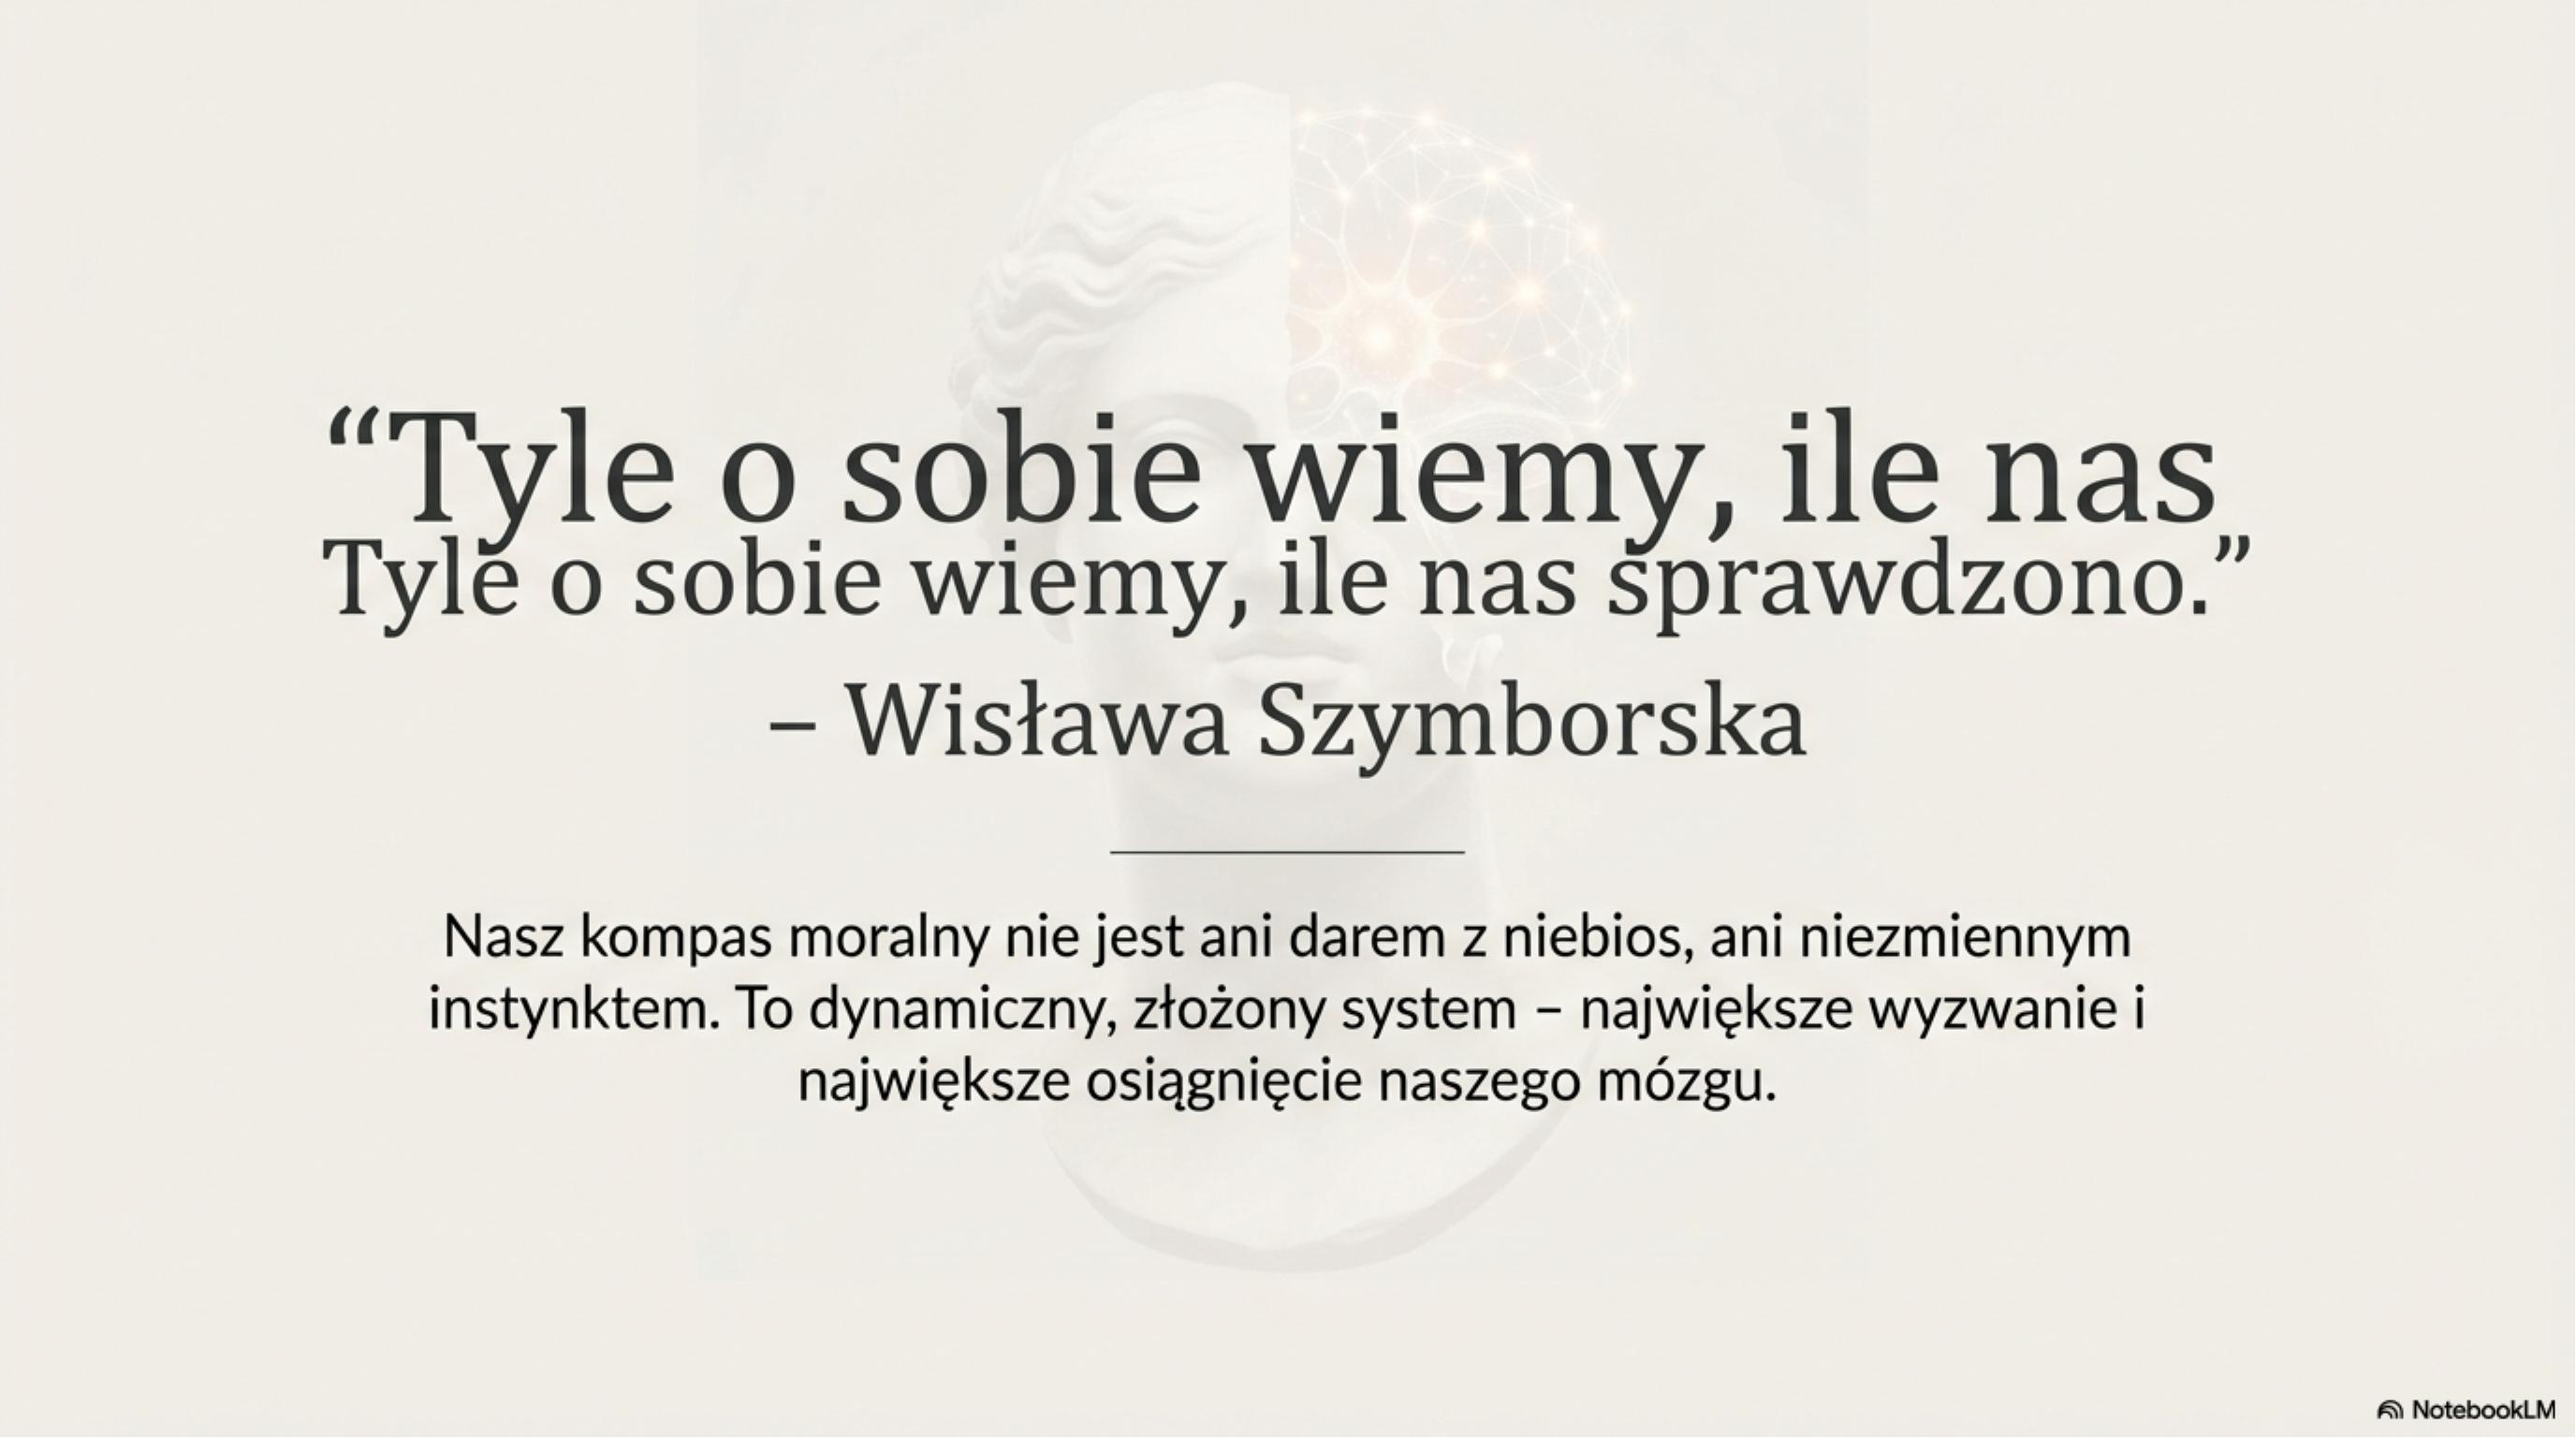 “Tyle o sobie wiemy, ile nas
Tyle o sobie wiemy, ile nas sprawdzono.”
– Wisława Szymborska
Nasz kompas moralny nie jest ani darem z niebios, ani niezmiennym
instynktem. To dynamiczny, złożony system – największe wyzwanie i
największe osiągnięcie naszego mózgu.
NotebookLM